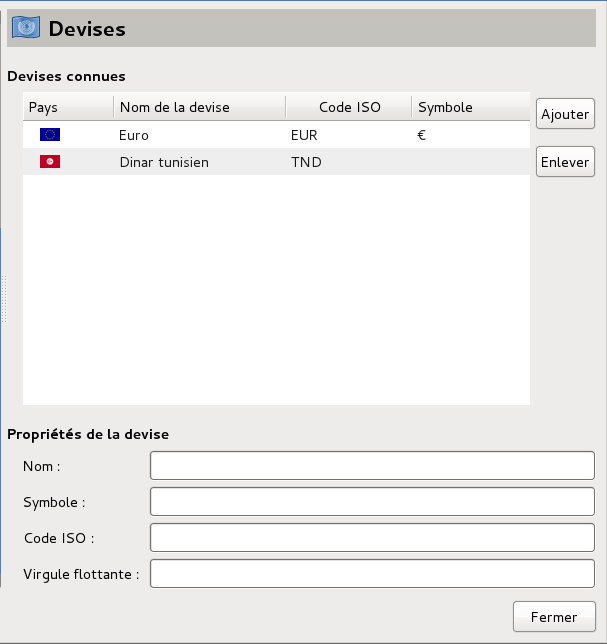 Devises
Devises connues
Pays Nom de la devise Code ISO Symbole
Euro EUR €
Dinar tunisien TND
Ajouter
Enlever
Propriétés de la devise
Nom :
Symbole :
Code ISO :
Virgule flottante :
Fermer